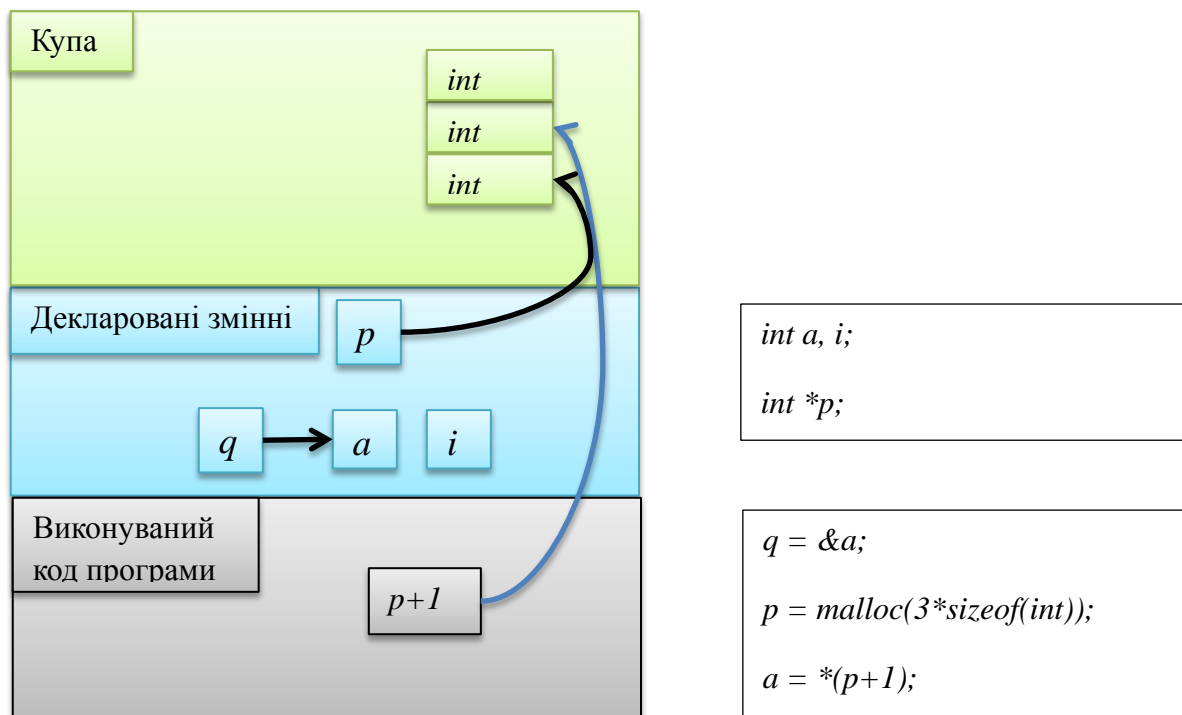 Купа
int
int
int
Декларовані змінні
p
q
a
i
Виконуваний
код програми
p+1
int a, i;
int *p;
q = &a;
p = malloc(3*sizeof(int));
a = *(p+1);